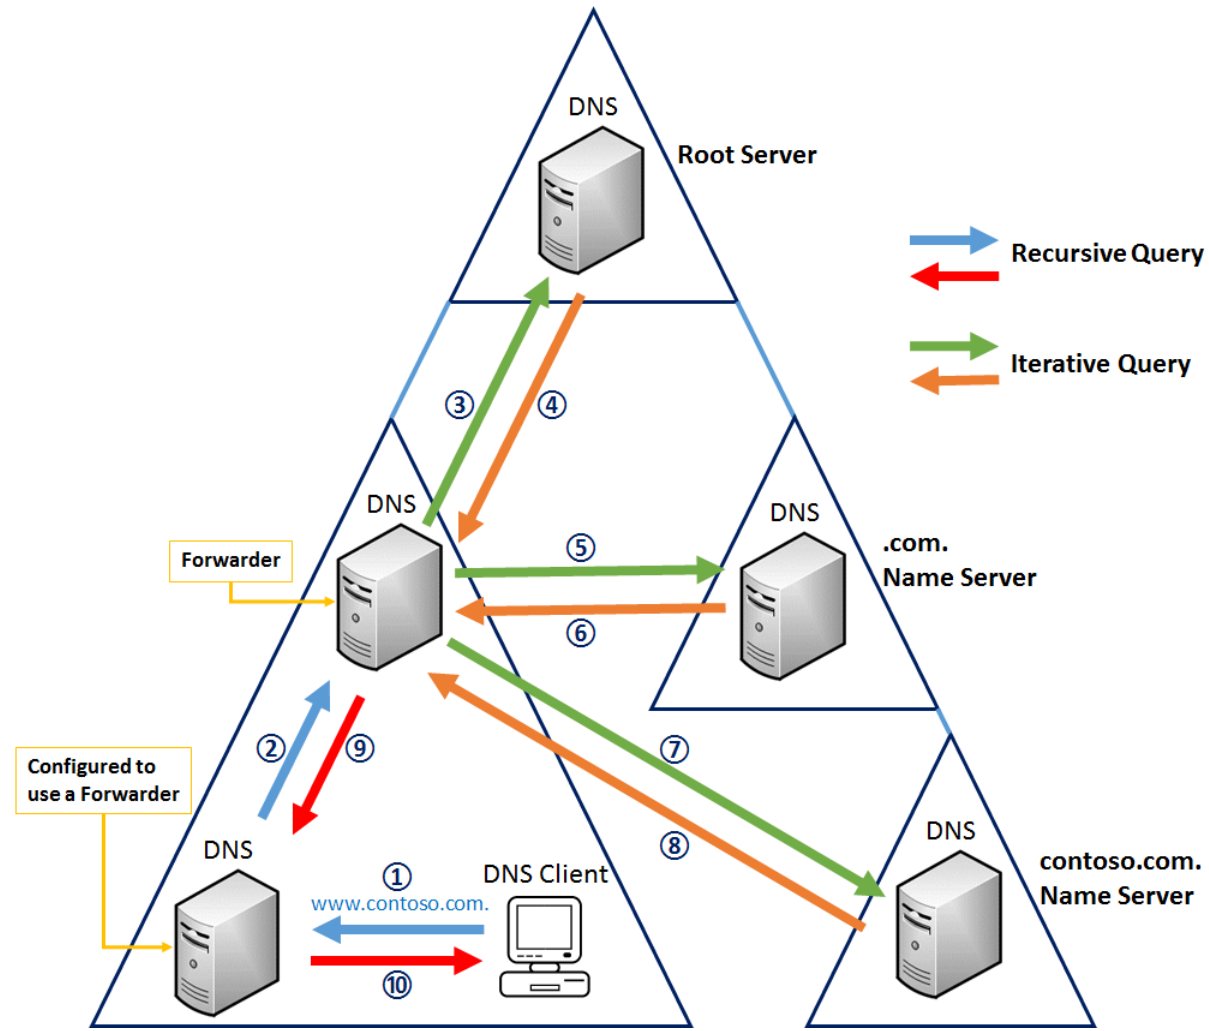 DNS
Root Server
Recursive Query
Iterative Query
③
④
DNS
DNS
Forwarder
⑤
.com.
Name Server
⑥
②
⑨
⑦
Configured to
use a Forwarder
⑧
DNS
DNS
①
DNS Client
contoso.com.
Name Server
www.contoso.com.
⑩